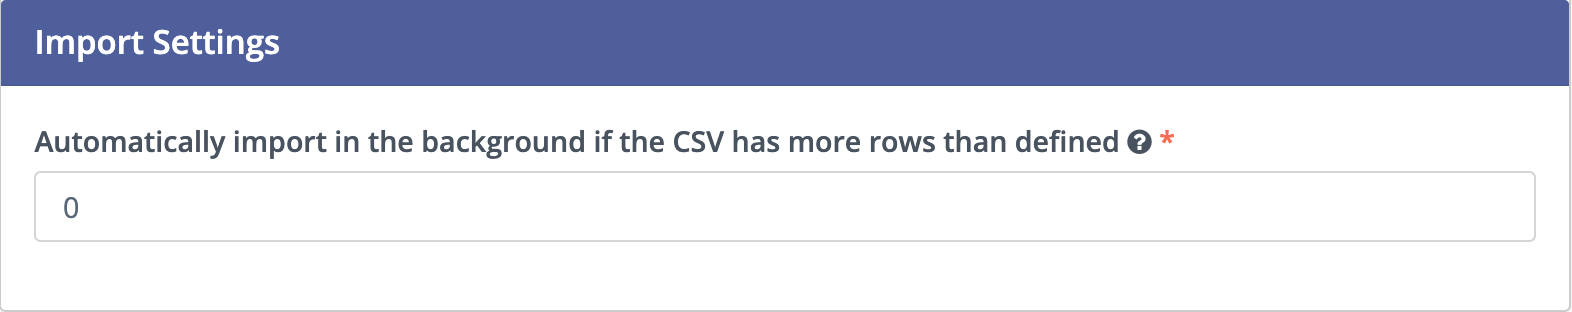 Import Settings
Automatically import in the background if the CSV has more rows than defined ? *
0